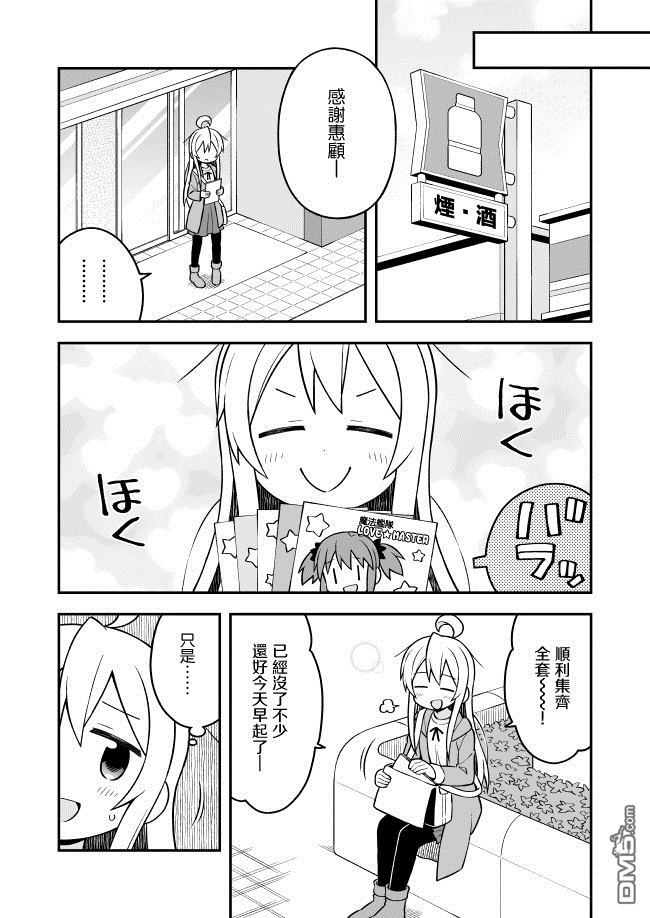 煙・酒
感謝惠顧—
………
………
ほく
ほく
バラッ
魔法艦隊
LOVE★MASTER
順利集齊
全套~~~!
已經沒了不少
還好今天早起了—
只是……
DM5.com